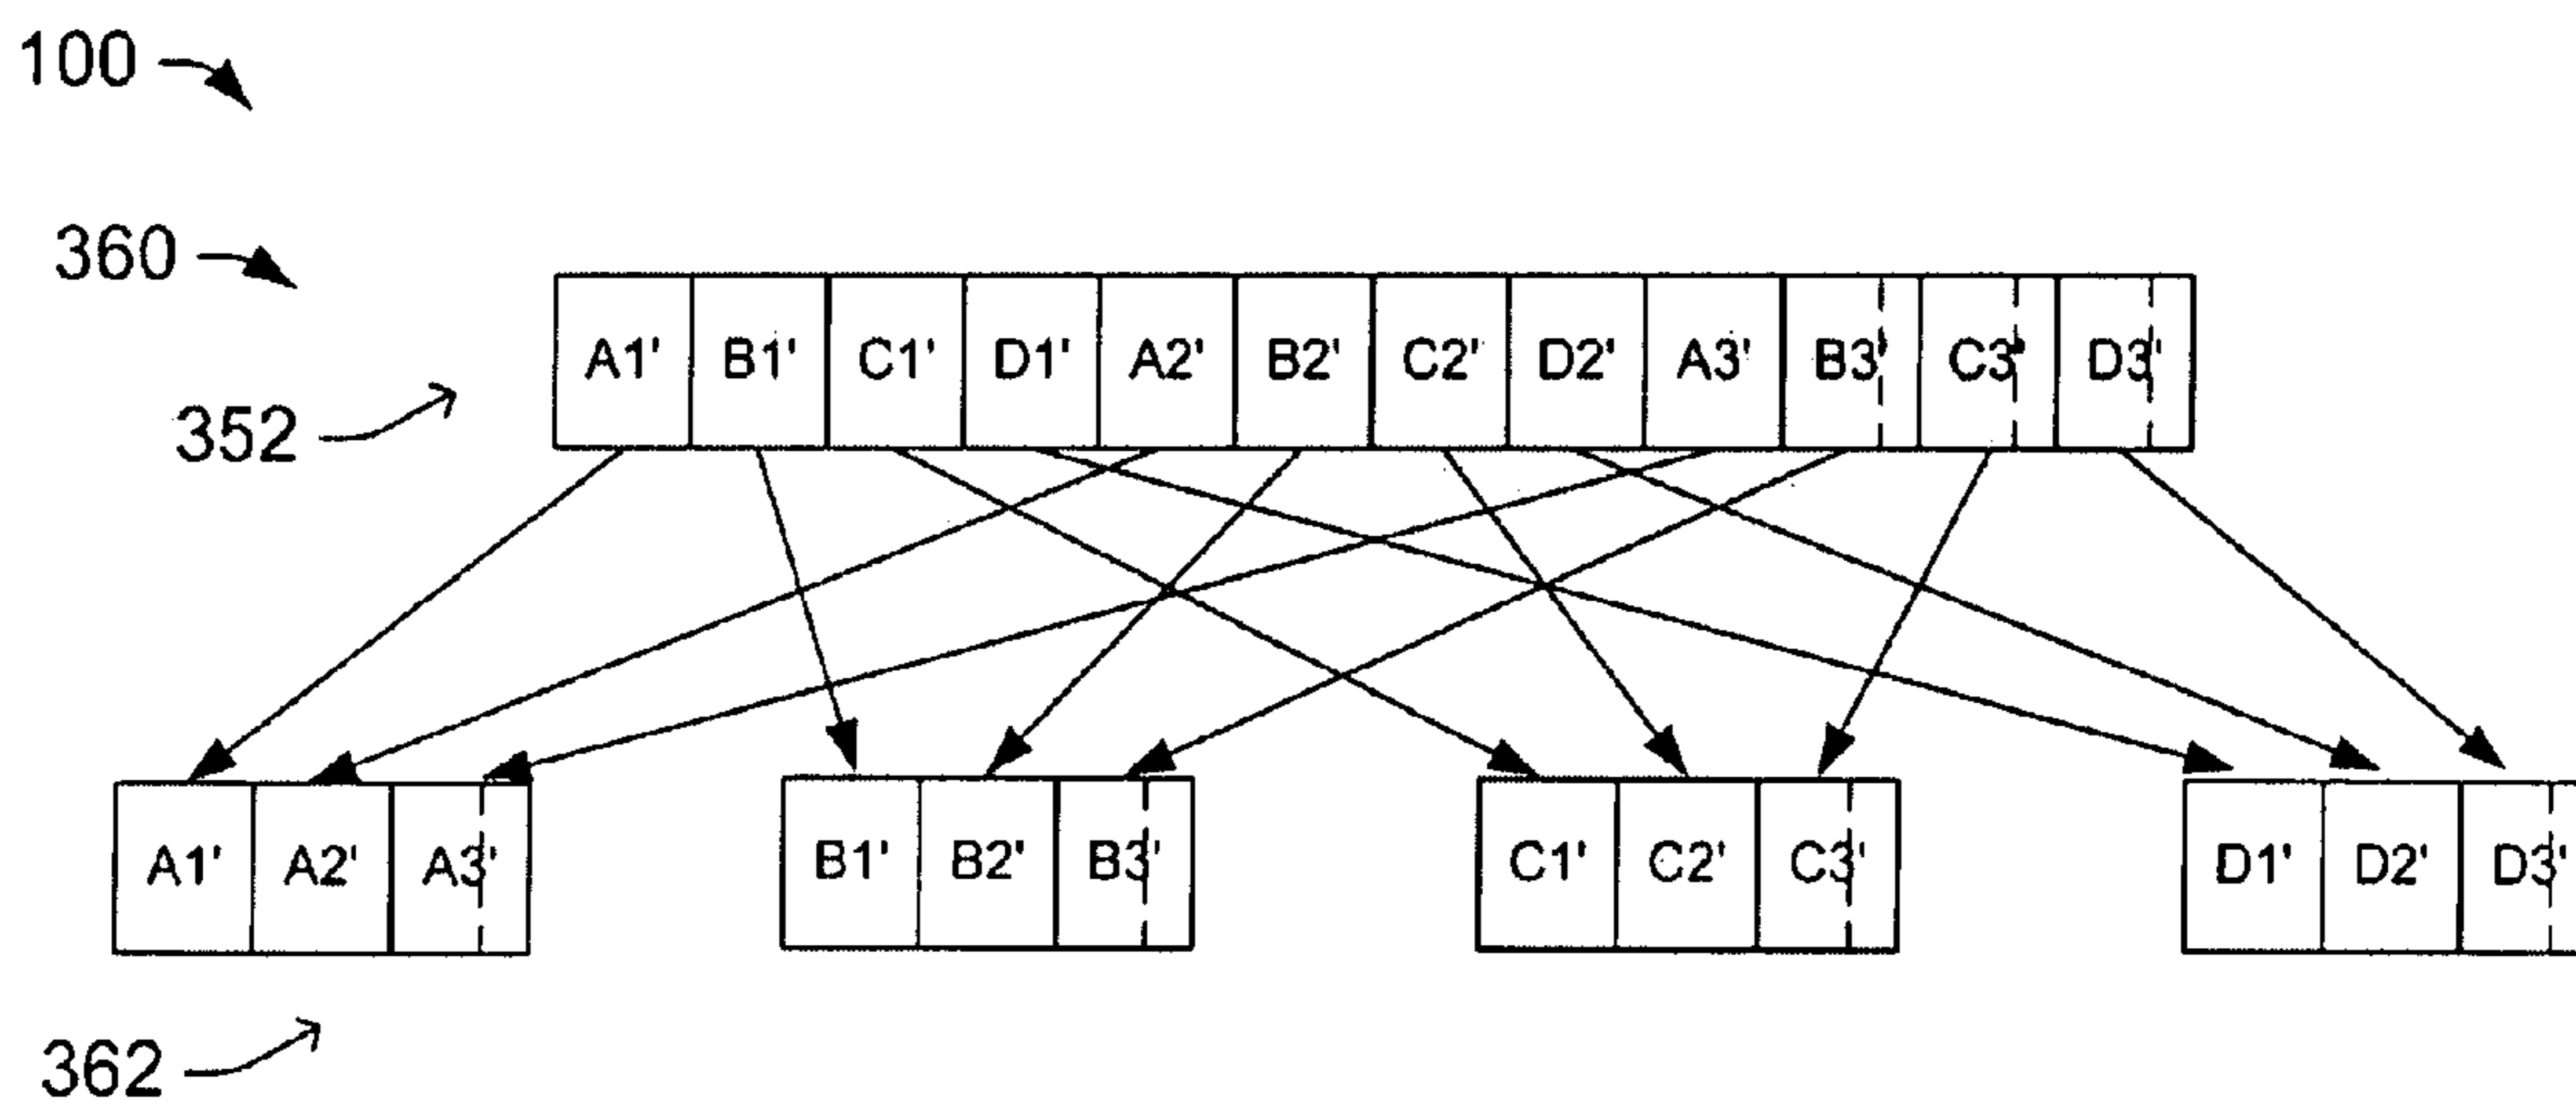 100
360
352
A1' B1' C1' D1' A2' B2' C2' D2' A3' B3' C3' D3'
A1' A2' A3' B1' B2' B3' C1' C2' C3' D1' D2' D3'
362